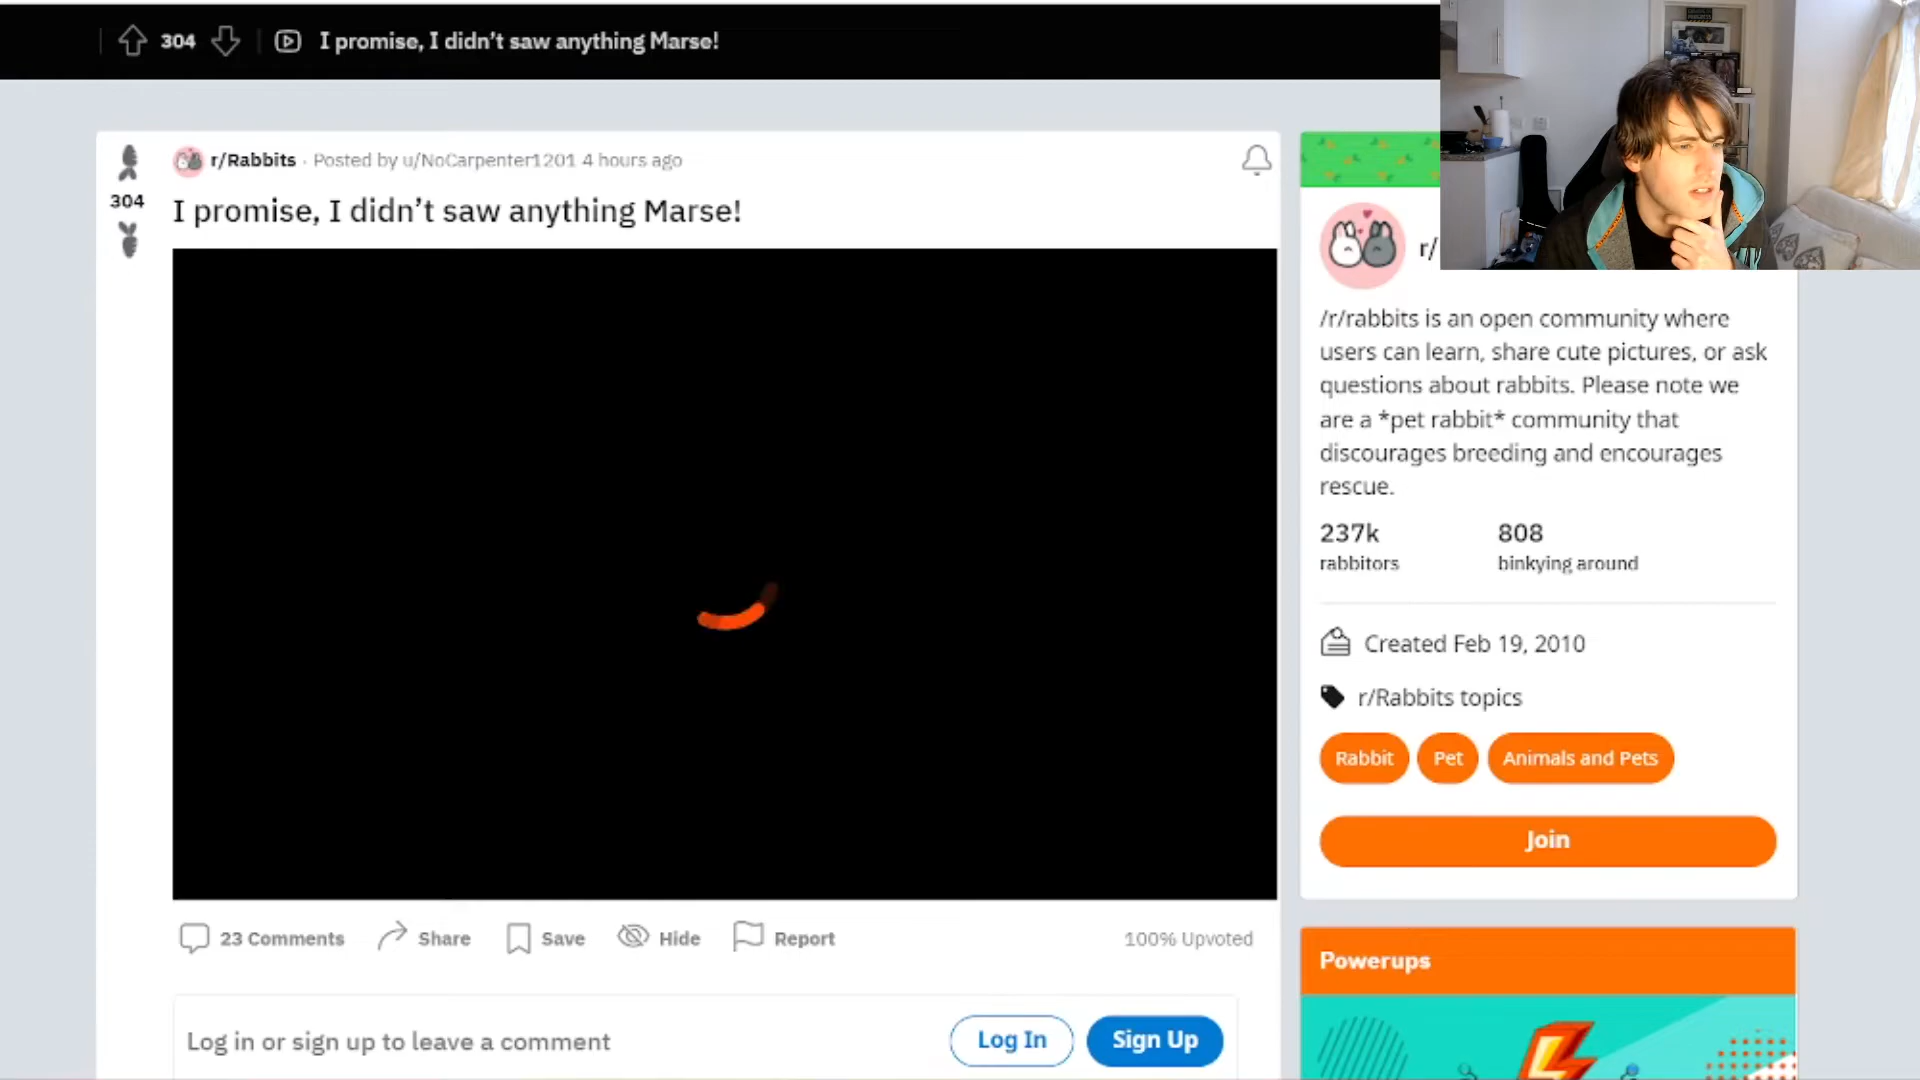 304
I promise, I didn't saw anything Marse!
r/Rabbits · Posted by u/NoCarpenter1201 4 hours ago
304
I promise, I didn't saw anything Marse!
23 Comments
Share
Save
Hide
Report
100% Upvoted
Log in or sign up to leave a comment
Log In
Sign Up
r/
/r/rabbits is an open community where
users can learn, share cute pictures, or ask
questions about rabbits. Please note we
are a *pet rabbit* community that
discourages breeding and encourages
rescue.
237k
rabbitors
808
binkying around
Created Feb 19, 2010
r/Rabbits topics
Rabbit
Pet
Animals and Pets
Join
Powerups